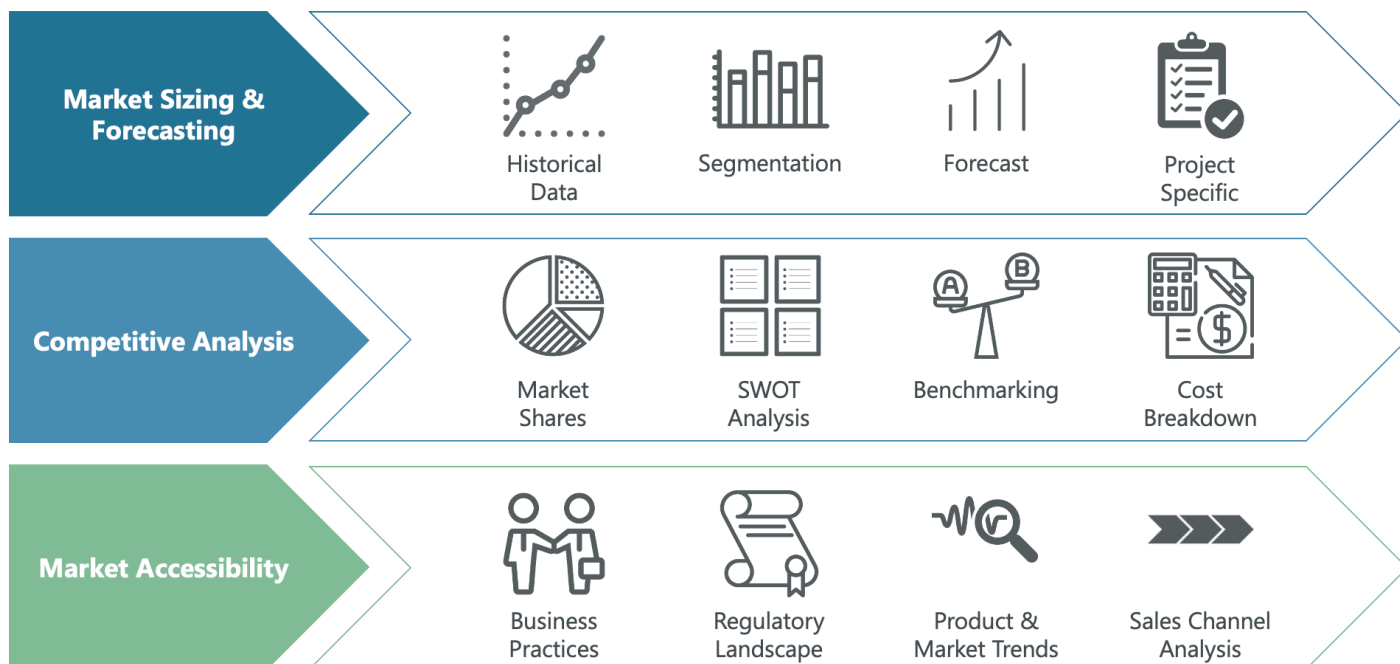 Market Sizing &
Forecasting
Historical
Data
Segmentation
Forecast
Project
Specific
Competitive Analysis
Market
Shares
SWOT
Analysis
A
B
Benchmarking
$
Cost
Breakdown
Market Accessibility
Business
Practices
Regulatory
Landscape
Product &
Market Trends
Sales Channel
Analysis